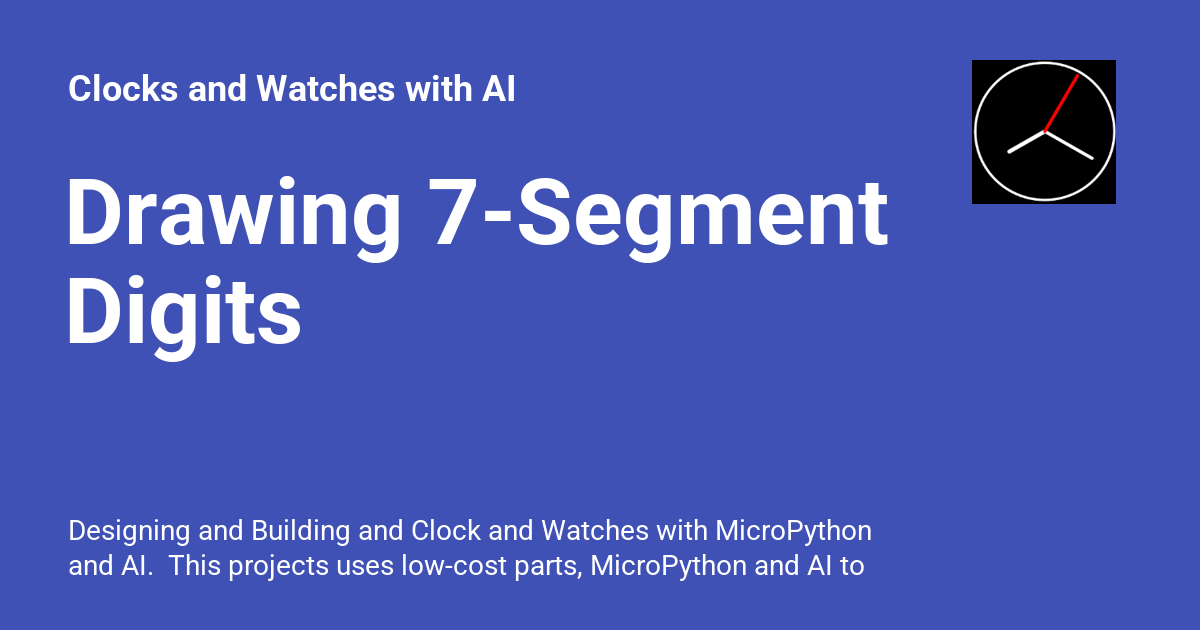 Clocks and Watches with AI
Drawing 7-Segment
Digits
Designing and Building and Clock and Watches with MicroPython
and AI.  This projects uses low-cost parts, MicroPython and AI to